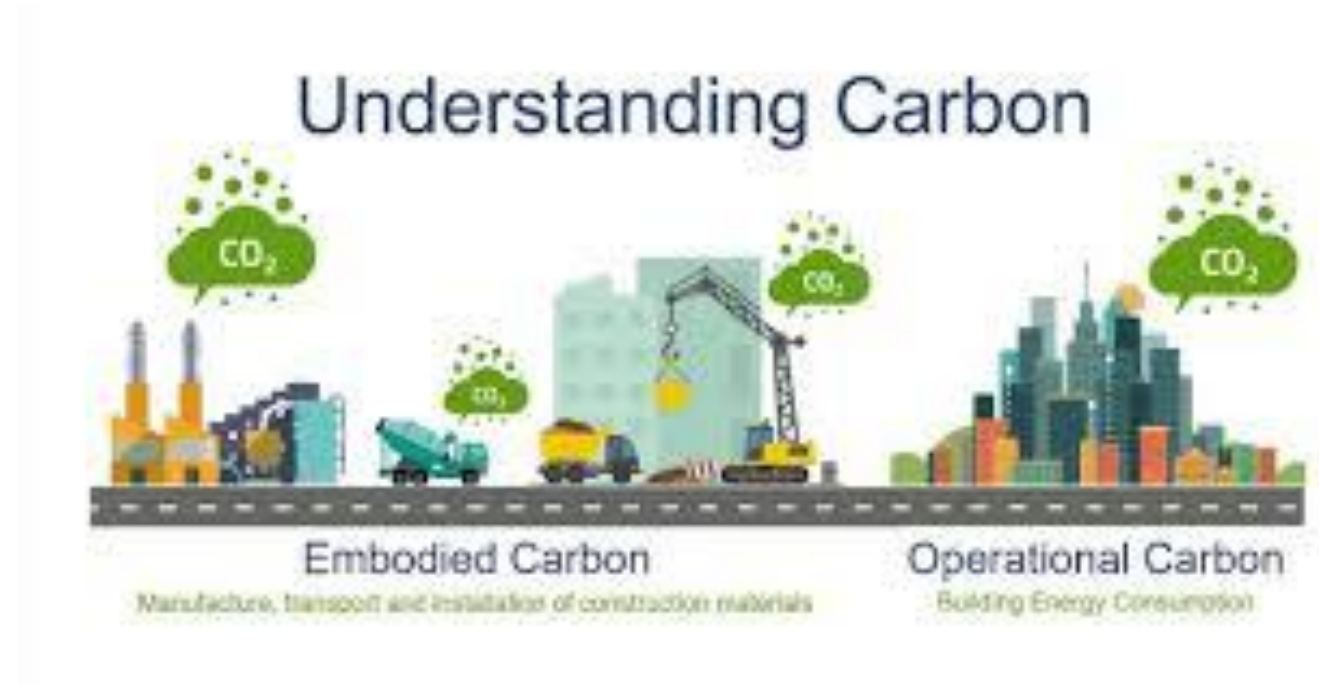 Understanding Carbon
CO₂
CO₂
CO₂
CO₂
Embodied Carbon
Operational Carbon
Manufacture, transport and installation of construction materials
Building Energy Consumption